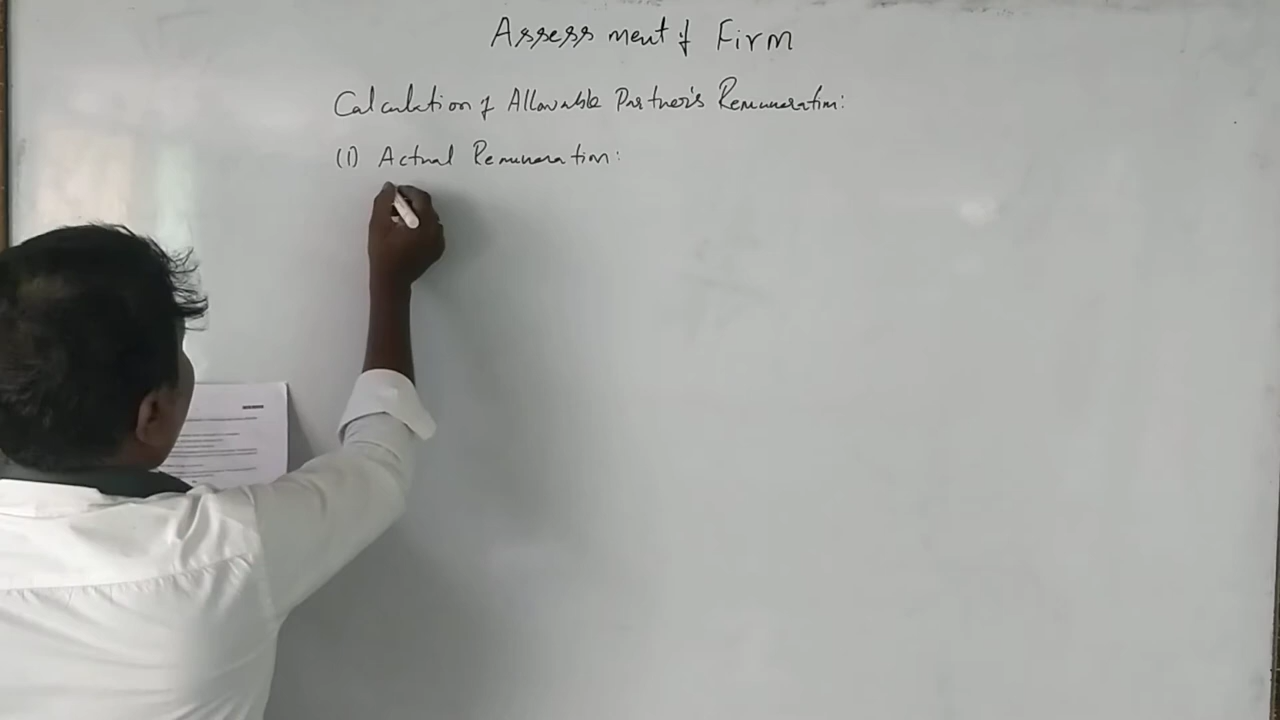 Assessment of Firm
Calculation of Allowable Partner's Remuneration:
(1) Actual Remuneration: